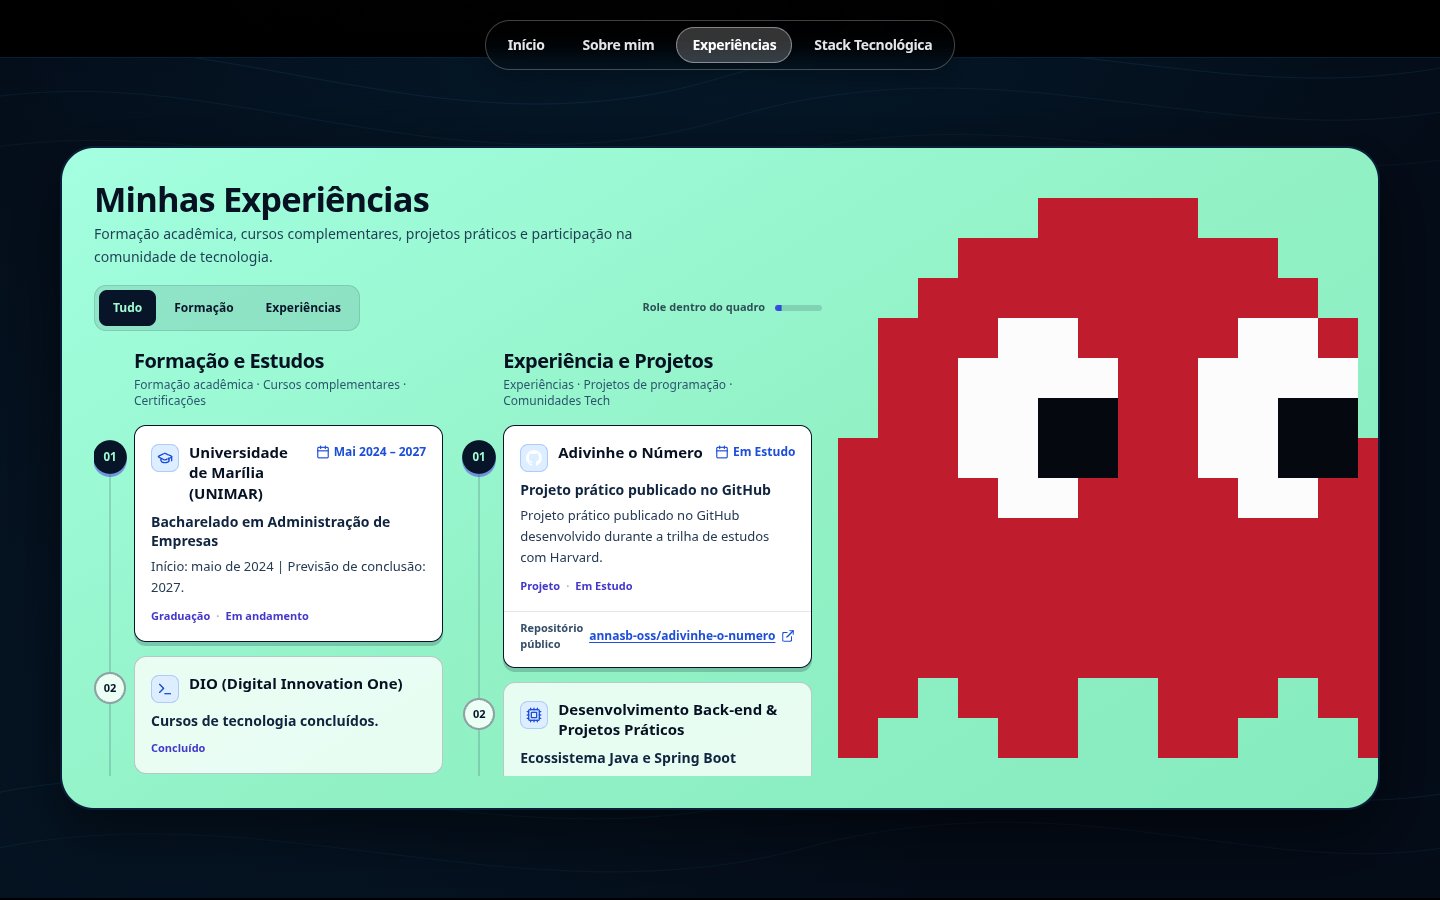 Início
Sobre mim
Experiências
Stack Tecnológica
Minhas Experiências
Formação acadêmica, cursos complementares, projetos práticos e participação na
comunidade de tecnologia.
Tudo
Formação
Experiências
Role dentro do quadro
Formação e Estudos
Formação acadêmica · Cursos complementares ·
Certificações
01
Universidade
de Marília
(UNIMAR)
Mai 2024 – 2027
Bacharelado em Administração de
Empresas
Início: maio de 2024 | Previsão de conclusão:
2027.
Graduação · Em andamento
02
DIO (Digital Innovation One)
Cursos de tecnologia concluídos.
Concluído
Experiência e Projetos
Experiências · Projetos de programação ·
Comunidades Tech
01
Adivinhe o Número
Em Estudo
Projeto prático publicado no GitHub
Projeto prático publicado no GitHub
desenvolvido durante a trilha de estudos
com Harvard.
Projeto · Em Estudo
Repositório
público
annasb-oss/adivinhe-o-numero
02
Desenvolvimento Back-end &
Projetos Práticos
Ecossistema Java e Spring Boot